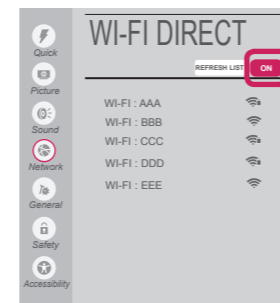 WI-FI DIRECT
REFRESH LIST ON
Quick
Picture
Sound
Network
General
Safety
Accessibility
WI-FI : AAA
WI-FI : BBB
WI-FI : CCC
WI-FI : DDD
WI-FI : EEE